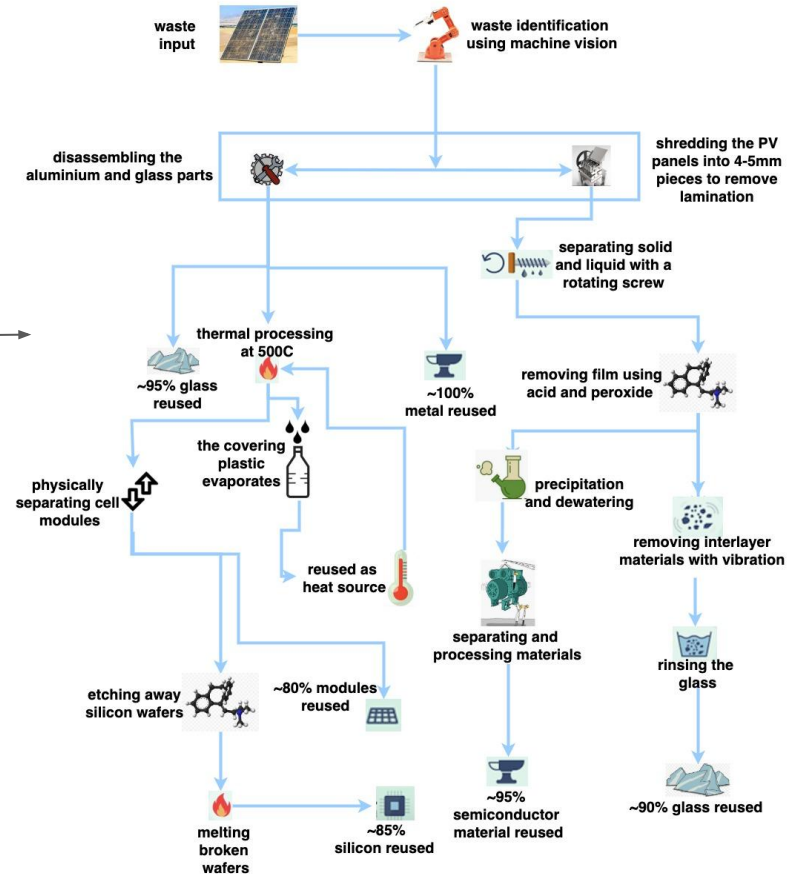 waste
input
waste identification
using machine vision
disassembling the
aluminium and glass parts
shredding the PV
panels into 4-5mm
pieces to remove
lamination
separating solid
and liquid with a
rotating screw
thermal processing
at 500C
~95% glass
reused
~100%
metal reused
removing film using
acid and peroxide
the covering
plastic
evaporates
physically
separating cell
modules
precipitation
and dewatering
removing interlayer
materials with vibration
reused as
heat source
separating and
processing materials
rinsing the
glass
etching away
silicon wafers
~80% modules
reused
~95%
semiconductor
material reused
~90% glass reused
melting
broken
wafers
~85%
silicon reused